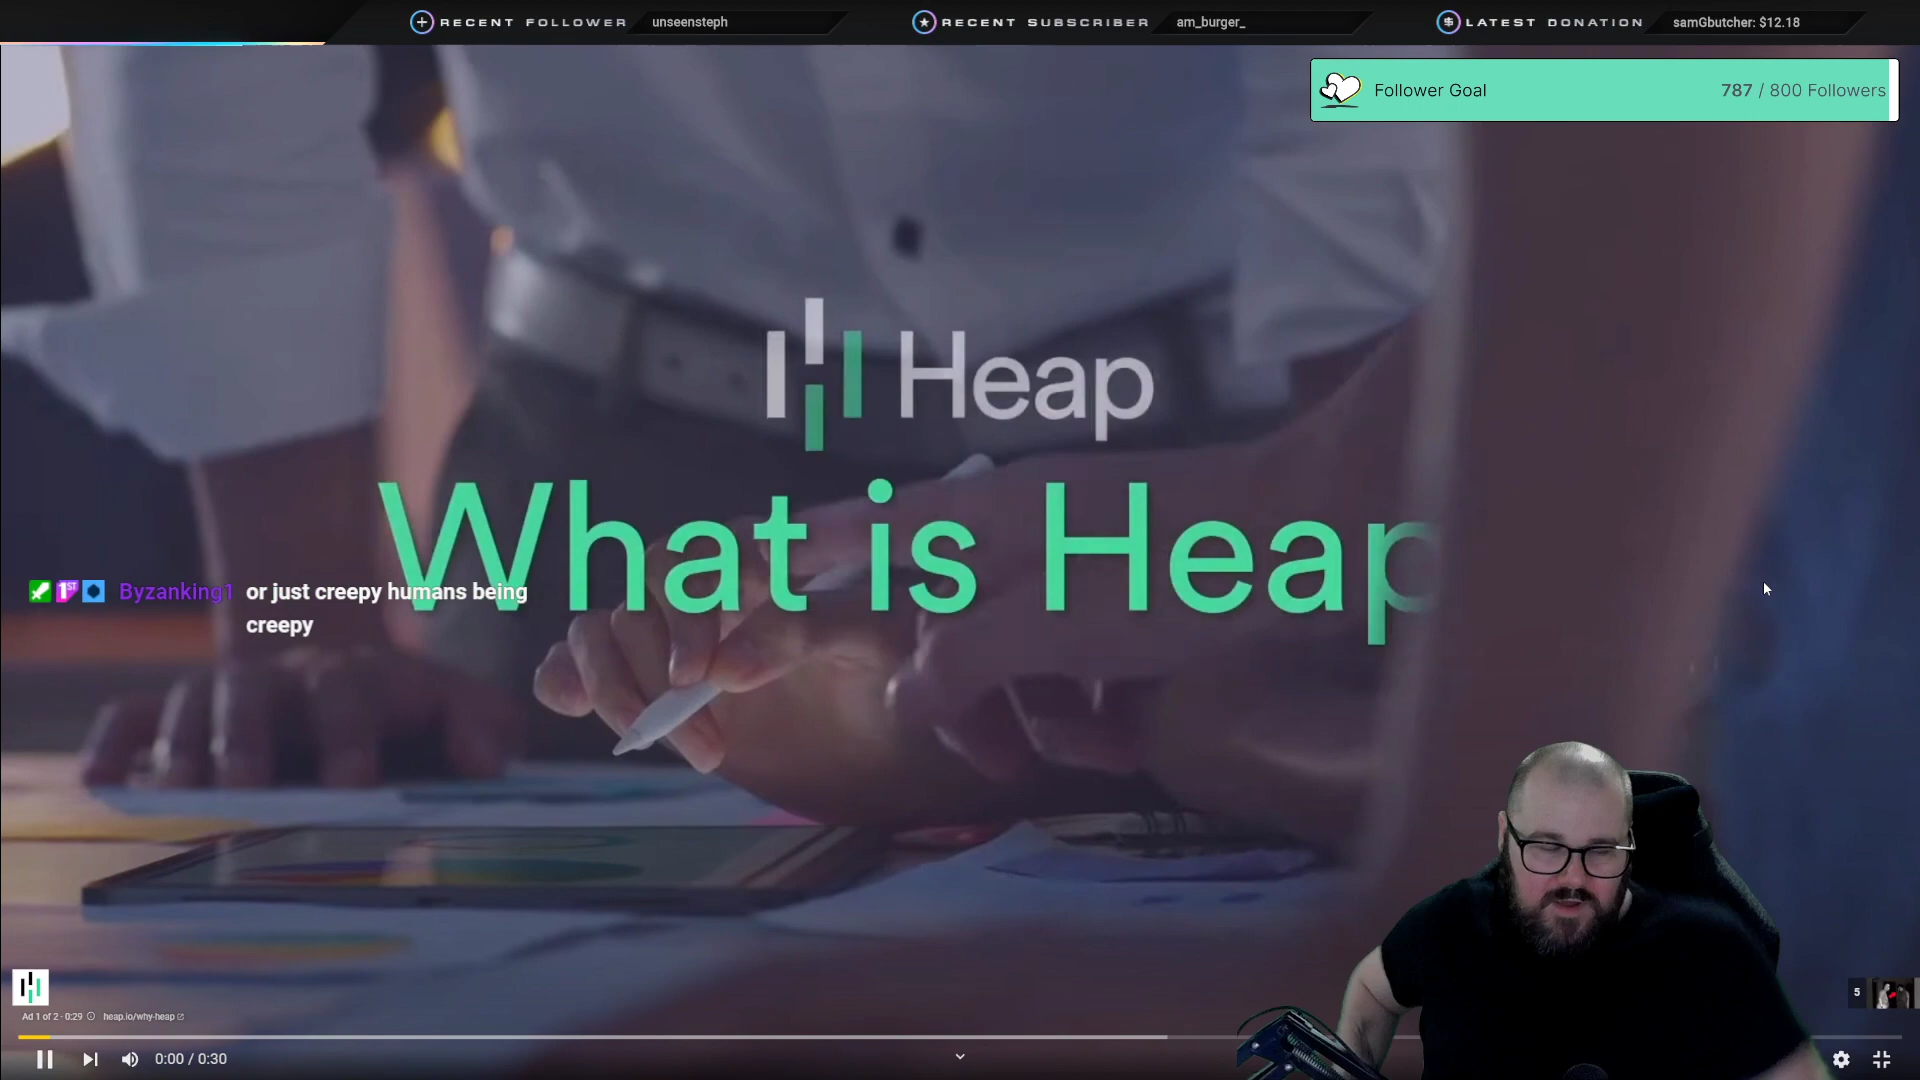 RECENT FOLLOWER unseensteph
RECENT SUBSCRIBER am_burger_
LATEST DONATION samGbutcher: $12.18
Follower Goal 787 / 800 Followers
Heap
What is Heap
1ST Byzanking1 or just creepy humans being
creepy
5
Ad 1 of 2 · 0:29 heap.io/why-heap
0:00 / 0:30